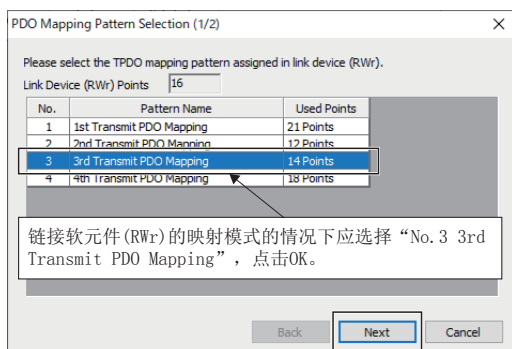 PDO Mapping Pattern Selection (1/2)
Please select the TPDO mapping pattern assigned in link device (RWr).
Link Device (RWr) Points 16
No. Pattern Name Used Points
1 1st Transmit PDO Mapping 21 Points
2 2nd Transmit PDO Mapping 12 Points
3 3rd Transmit PDO Mapping 14 Points
4 4th Transmit PDO Mapping 18 Points
链接软元件(RWr)的映射模式的情况下应选择“No.3 3rd
Transmit PDO Mapping”，点击OK。
Back Next Cancel